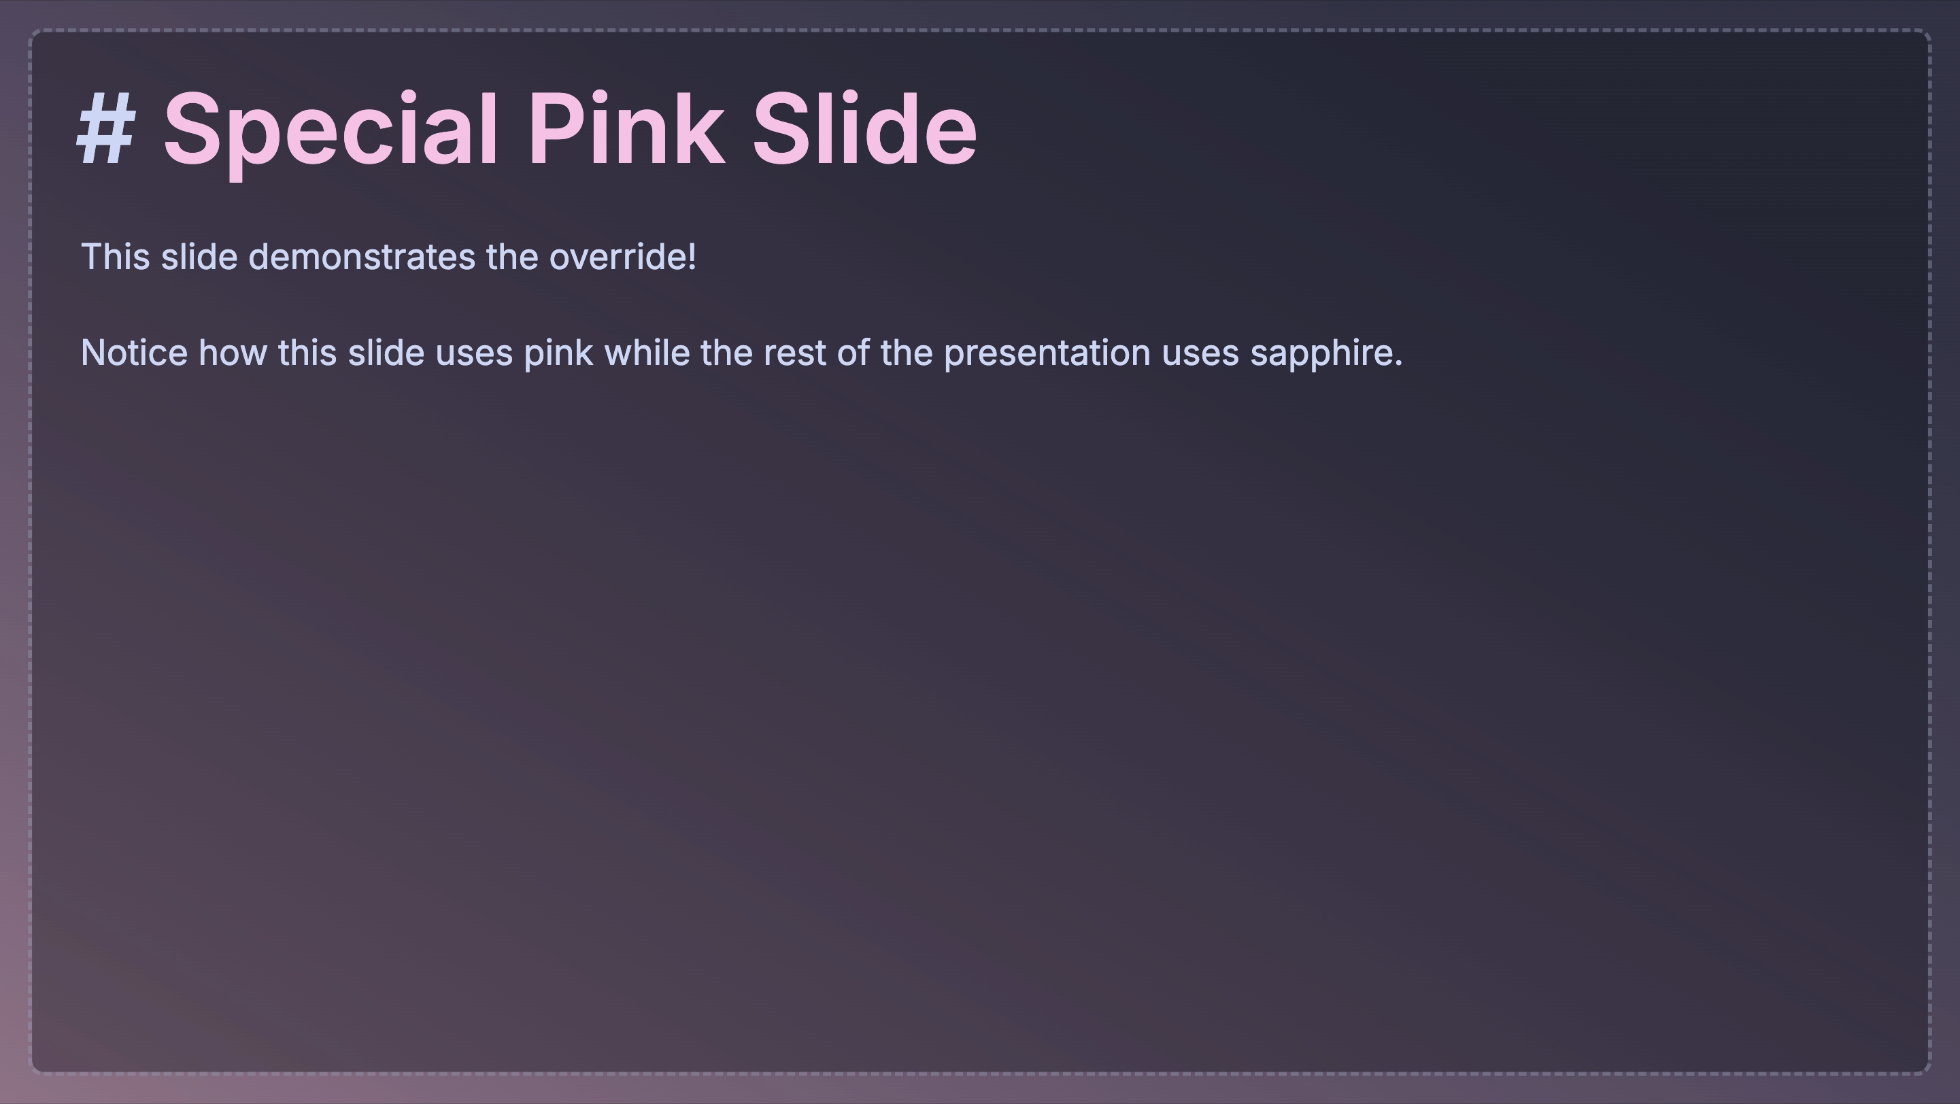 # Special Pink Slide
This slide demonstrates the override!
Notice how this slide uses pink while the rest of the presentation uses sapphire.